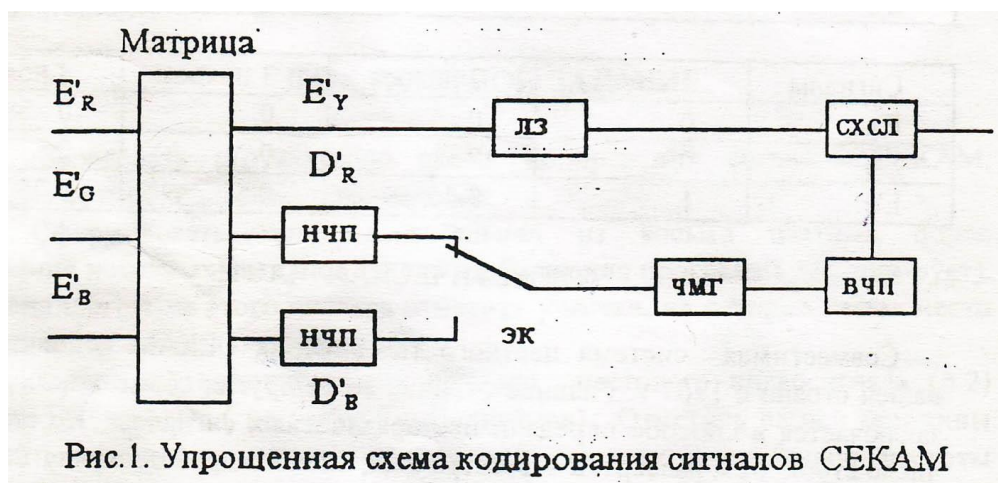 Матрица
E'R
E'G
E'B
E'Y
D'R
ЛЗ
СХСЛ
НЧП
НЧП
D'B
ЭК
ЧМГ
ВЧП
Рис.1. Упрощенная схема кодирования сигналов СЕКАМ